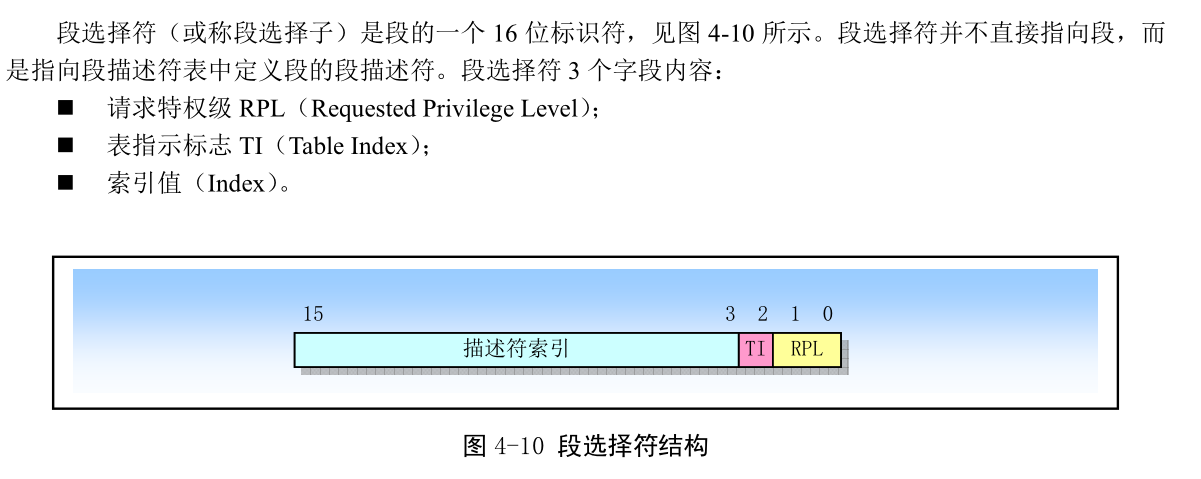 段选择符（或称段选择子）是段的一个 16 位标识符，见图 4-10 所示。段选择符并不直接指向段，而
是指向段描述符表中定义段的段描述符。段选择符 3 个字段内容：
■ 请求特权级 RPL（Requested Privilege Level）；
■ 表指示标志 TI（Table Index）；
■ 索引值（Index）。
15 3 2 1 0
描述符索引 TI RPL
图 4-10 段选择符结构